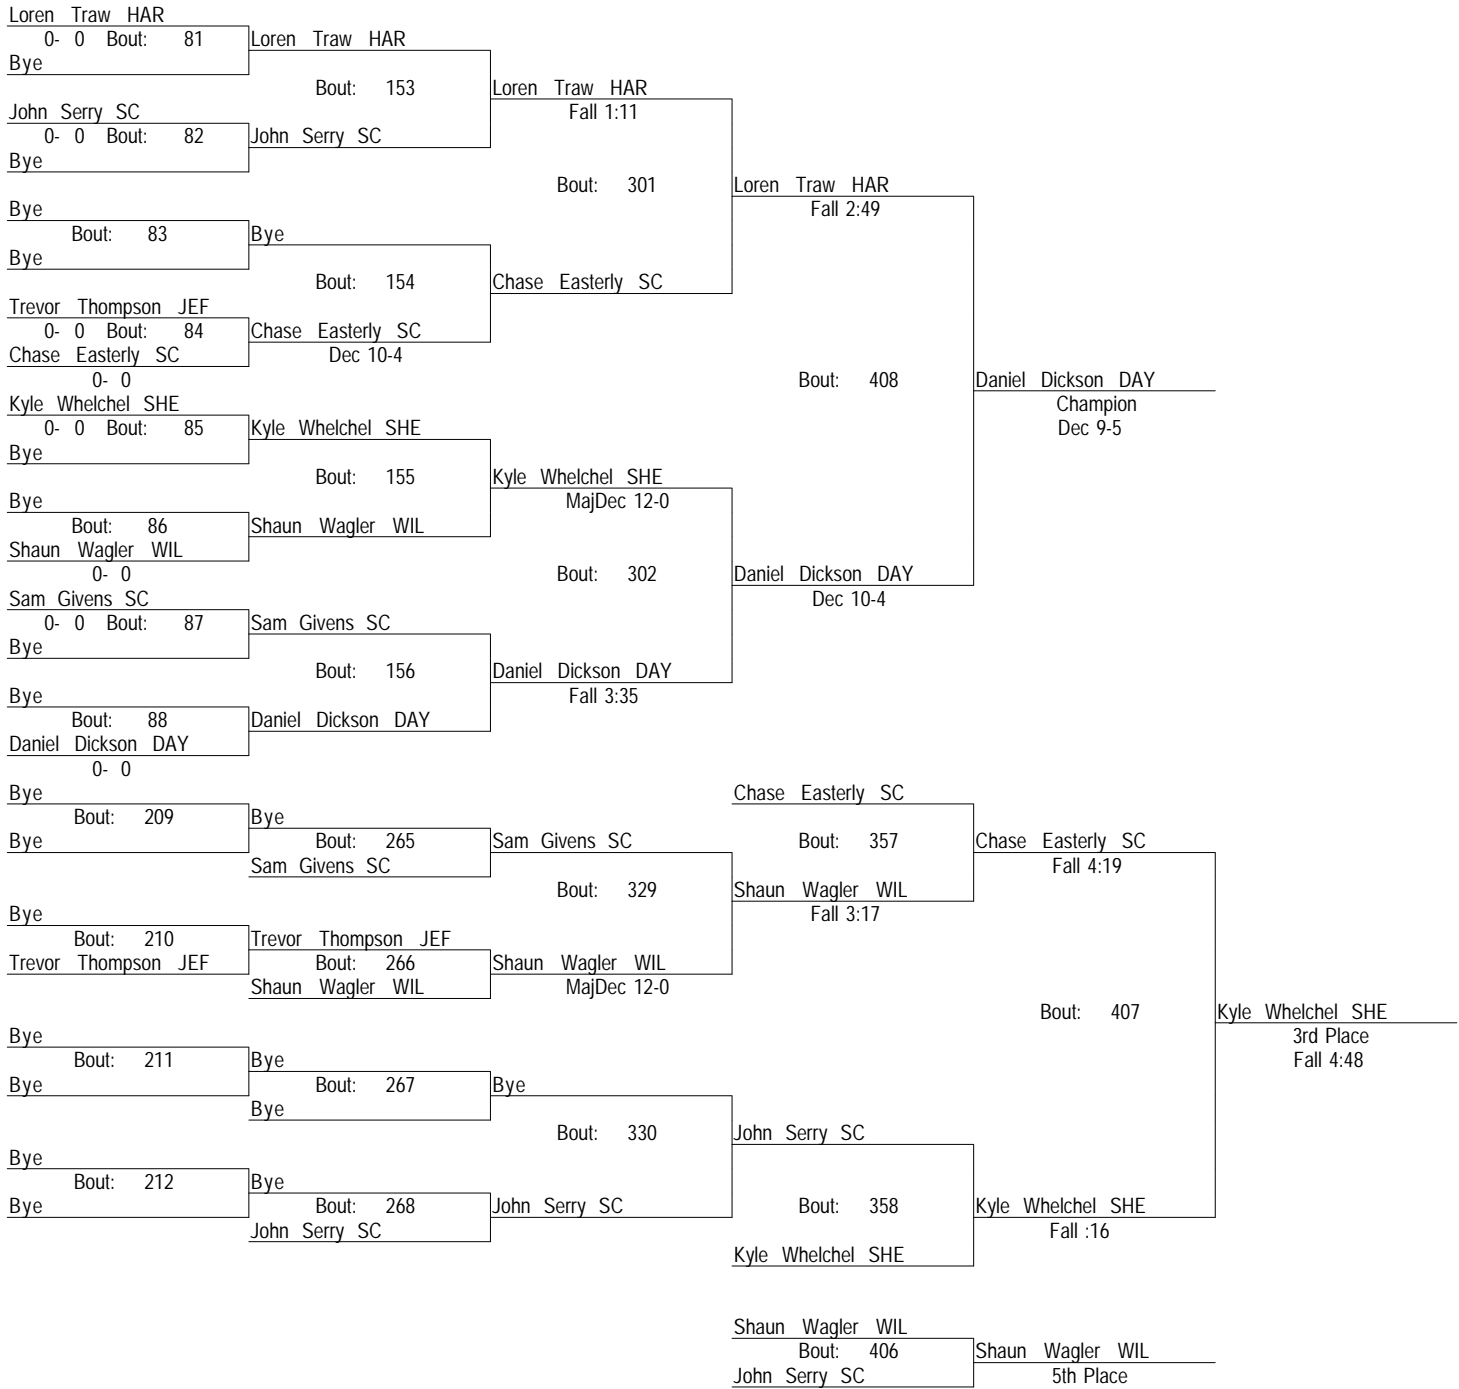 Loren Traw HAR
0- 0 Bout: 81 Loren Traw HAR
Bye
Bout: 153 Loren Traw HAR
John Serry SC Fall 1:11
0- 0 Bout: 82 John Serry SC
Bye
Bout: 301 Loren Traw HAR
Bye Fall 2:49
Bout: 83 Bye
Bye
Bout: 154 Chase Easterly SC
Trevor Thompson JEF
0- 0 Bout: 84 Chase Easterly SC
Chase Easterly SC Dec 10-4
0- 0 Bout: 408 Daniel Dickson DAY
Kyle Whelchel SHE Champion
0- 0 Bout: 85 Kyle Whelchel SHE Dec 9-5
Bye
Bout: 155 Kyle Whelchel SHE
Bye MajDec 12-0
Bout: 86 Shaun Wagler WIL
Shaun Wagler WIL
0- 0 Bout: 302 Daniel Dickson DAY
Sam Givens SC Dec 10-4
0- 0 Bout: 87 Sam Givens SC
Bye
Bout: 156 Daniel Dickson DAY
Bye Fall 3:35
Bout: 88 Daniel Dickson DAY
Daniel Dickson DAY
0- 0
Bye Chase Easterly SC
Bout: 209 Bye
Bye Bout: 265 Sam Givens SC Bout: 357 Chase Easterly SC
Sam Givens SC Fall 4:19
Bout: 329 Shaun Wagler WIL
Bye Fall 3:17
Bout: 210 Trevor Thompson JEF
Trevor Thompson JEF Bout: 266 Shaun Wagler WIL
Shaun Wagler WIL MajDec 12-0
Bout: 407 Kyle Whelchel SHE
Bye 3rd Place
Bout: 211 Bye Fall 4:48
Bye Bout: 267 Bye
Bye
Bout: 330 John Serry SC
Bye
Bout: 212 Bye
Bye Bout: 268 John Serry SC Bout: 358 Kyle Whelchel SHE
John Serry SC Fall :16
Kyle Whelchel SHE
Shaun Wagler WIL
Bout: 406 Shaun Wagler WIL
John Serry SC 5th Place